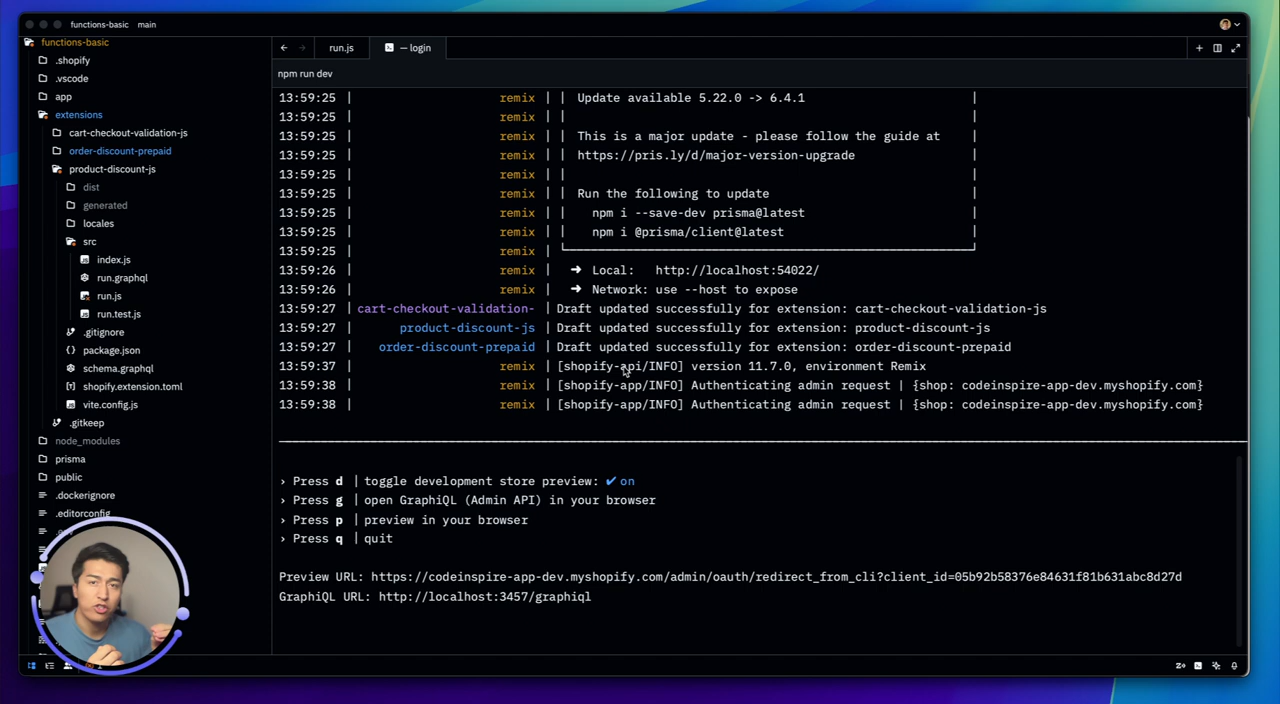 functions-basic main
functions-basic
.shopify
.vscode
app
extensions
cart-checkout-validation-js
order-discount-prepaid
product-discount-js
dist
generated
locales
src
index.js
run.graphql
run.js
run.test.js
.gitignore
package.json
schema.graphql
shopify.extension.toml
vite.config.js
.gitkeep
node_modules
prisma
public
.dockerignore
.editorconfig
run.js
— login
npm run dev
13:59:25 | remix | | Update available 5.22.0 -> 6.4.1 |
13:59:25 | remix | | |
13:59:25 | remix | | This is a major update - please follow the guide at |
13:59:25 | remix | | https://pris.ly/d/major-version-upgrade |
13:59:25 | remix | | |
13:59:25 | remix | | Run the following to update |
13:59:25 | remix | | npm i --save-dev prisma@latest |
13:59:25 | remix | | npm i @prisma/client@latest |
13:59:25 | remix |
13:59:26 | remix | ➜ Local: http://localhost:54022/
13:59:26 | remix | ➜ Network: use --host to expose
13:59:27 | cart-checkout-validation- | Draft updated successfully for extension: cart-checkout-validation-js
13:59:27 | product-discount-js | Draft updated successfully for extension: product-discount-js
13:59:27 | order-discount-prepaid | Draft updated successfully for extension: order-discount-prepaid
13:59:37 | remix | [shopify-api/INFO] version 11.7.0, environment Remix
13:59:38 | remix | [shopify-app/INFO] Authenticating admin request | {shop: codeinspire-app-dev.myshopify.com}
13:59:38 | remix | [shopify-app/INFO] Authenticating admin request | {shop: codeinspire-app-dev.myshopify.com}
› Press d | toggle development store preview: ✔ on
› Press g | open GraphiQL (Admin API) in your browser
› Press p | preview in your browser
› Press q | quit
Preview URL: https://codeinspire-app-dev.myshopify.com/admin/oauth/redirect_from_cli?client_id=05b92b58376e84631f81b631abc8d27d
GraphiQL URL: http://localhost:3457/graphiql